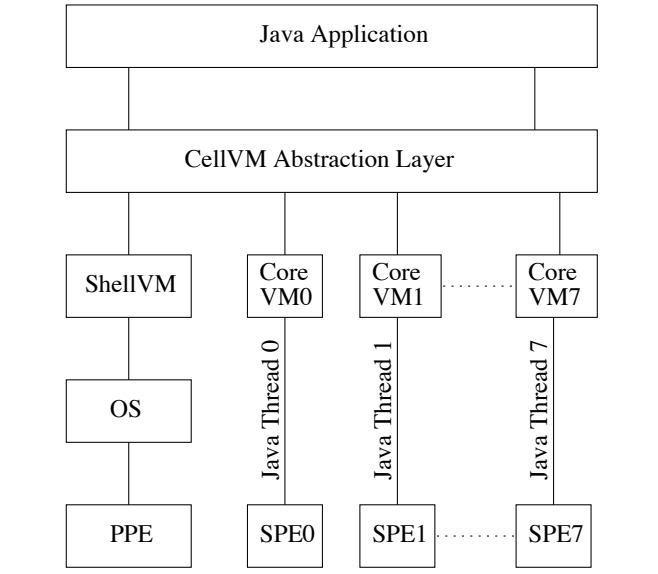 Java Application
CellVM Abstraction Layer
ShellVM
Core
VM0
Core
VM1
Core
VM7
Java Thread 0
Java Thread 1
Java Thread 7
OS
PPE
SPE0
SPE1
SPE7